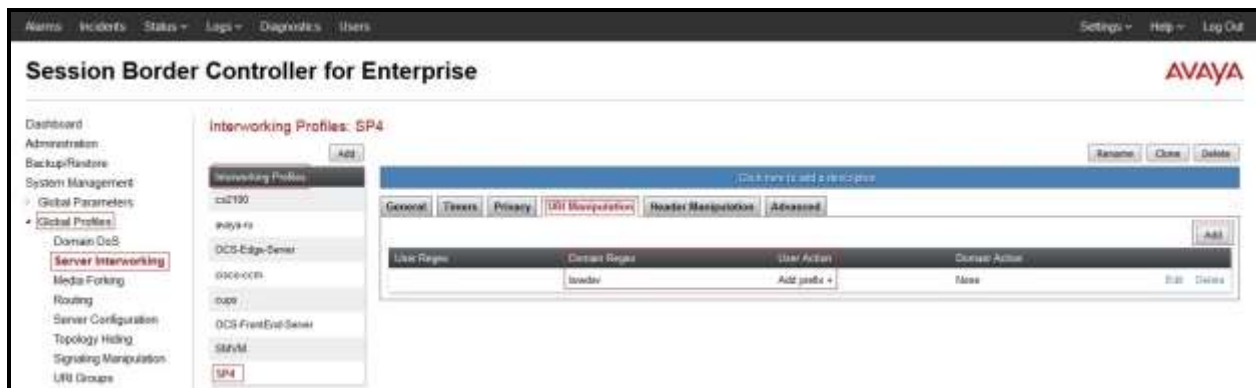 Alarms Incidents Status Logs Diagnostics Users Settings Help Log Out
Session Border Controller for Enterprise
AVAYA
Dashboard
Administration
Backup/Restore
System Management
Global Parameters
Global Profiles
Domain DoS
Server Interworking
Media Forking
Routing
Server Configuration
Topology Hiding
Signaling Manipulation
URI Groups
Interworking Profiles: SP4
Add
Rename Clone Delete
Interworking Profiles
cs2100
avaya-ru
OCS-Edge-Server
cisco-ccm
cups
OCS-FrontEnd-Server
SMVM
SP4
Click here to add a description
General Timers Privacy URI Manipulation Header Manipulation Advanced
Add
User Regex Domain Regex User Action Domain Action
Add prefix + None Edit Delete